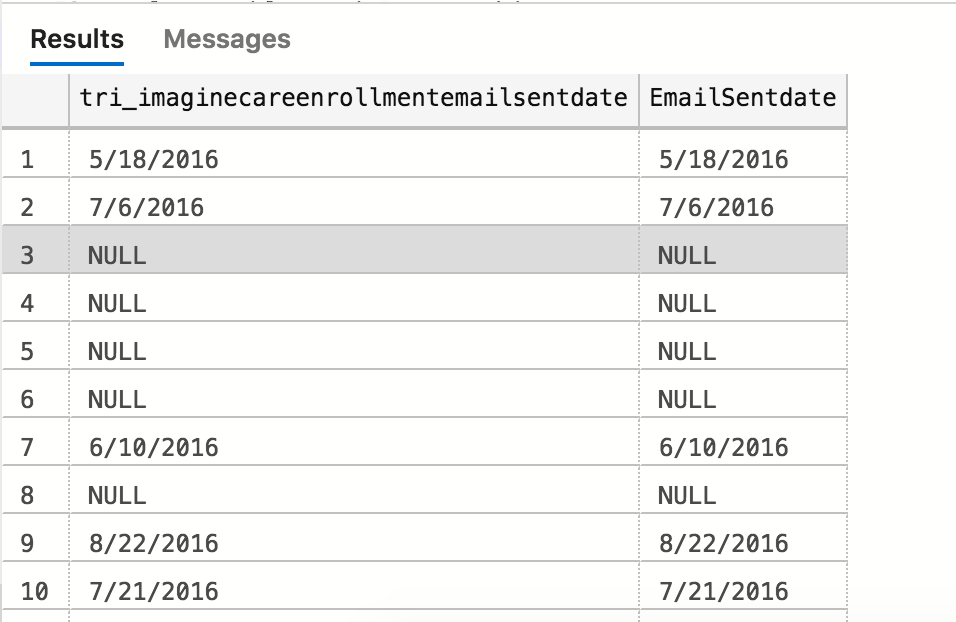 Results Messages
tri_imaginecareenrollmentemailsentdate EmailSentdate
1 5/18/2016 5/18/2016
2 7/6/2016 7/6/2016
3 NULL NULL
4 NULL NULL
5 NULL NULL
6 NULL NULL
7 6/10/2016 6/10/2016
8 NULL NULL
9 8/22/2016 8/22/2016
10 7/21/2016 7/21/2016